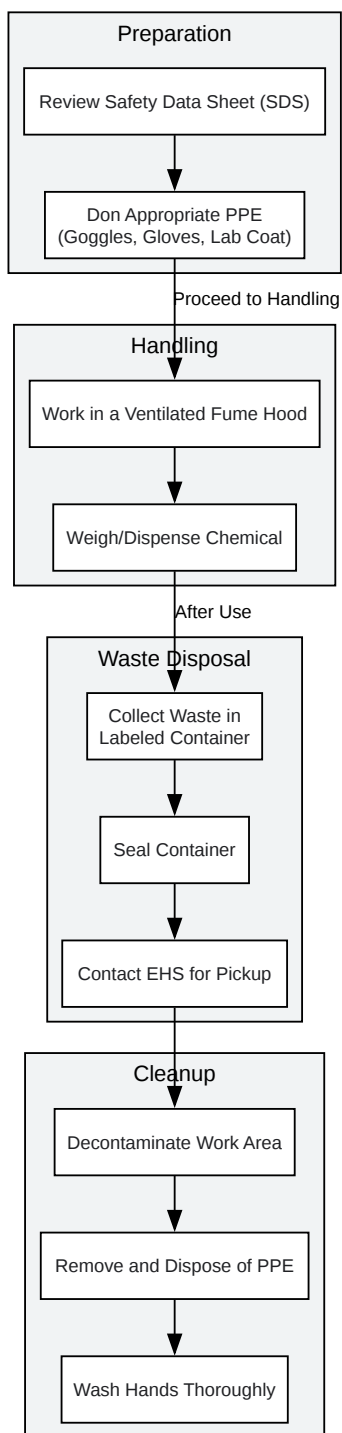 Preparation
Review Safety Data Sheet (SDS)
Don Appropriate PPE
(Goggles, Gloves, Lab Coat)
Proceed to Handling
Handling
Work in a Ventilated Fume Hood
Weigh/Dispense Chemical
After Use
Waste Disposal
Collect Waste in
Labeled Container
Seal Container
Contact EHS for Pickup
Cleanup
Decontaminate Work Area
Remove and Dispose of PPE
Wash Hands Thoroughly